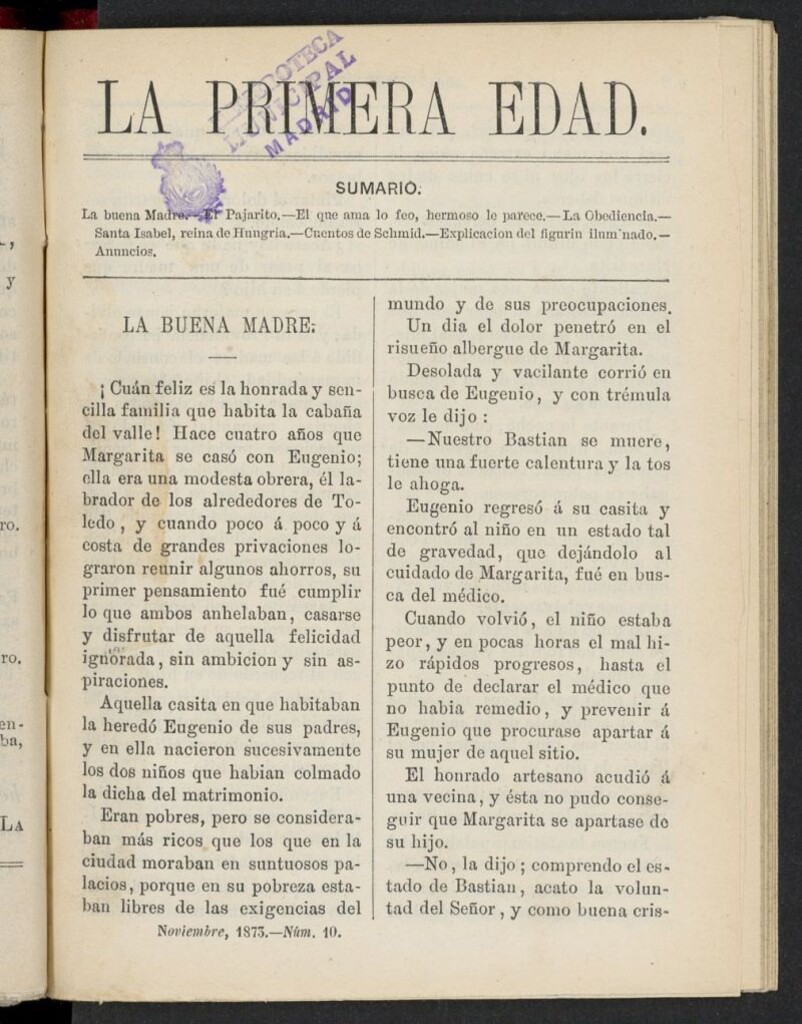 LA PRIMERA EDAD.
MUNICIPAL
MADRID
SUMARIO.
La buena Madre.—El Pajarito.—El que ama lo feo, hermoso le parece.—La Obediencia.—
Santa Isabel, reina de Hungria.—Cuentos de Schmid.—Explicacion del figurin iluminado.—
Anuncios.
LA BUENA MADRE.
¡Cuán feliz es la honrada y sen-
cilla familia que habita la cabaña
del valle! Hace cuatro años que
Margarita se casó con Eugenio;
ella era una modesta obrera, él la-
brador de los alrededores de To-
ledo, y cuando poco á poco y á
costa de grandes privaciones lo-
graron reunir algunos ahorros, su
primer pensamiento fué cumplir
lo que ambos anhelaban, casarse
y disfrutar de aquella felicidad
ignorada, sin ambicion y sin as-
piraciones.
Aquella casita en que habitaban
la heredó Eugenio de sus padres,
y en ella nacieron sucesivamente
los dos niños que habian colmado
la dicha del matrimonio.
Eran pobres, pero se considera-
ban más ricos que los que en la
ciudad moraban en suntuosos pa-
lacios, porque en su pobreza esta-
ban libres de las exigencias del
Noviembre, 1873.—Núm. 10.
mundo y de sus preocupaciones.
Un dia el dolor penetró en el
risueño albergue de Margarita.
Desolada y vacilante corrió en
busca de Eugenio, y con trémula
voz le dijo:
—Nuestro Bastian se muere,
tiene una fuerte calentura y la tos
le ahoga.
Eugenio regresó á su casita y
encontró al niño en un estado tal
de gravedad, que dejándolo al
cuidado de Margarita, fué en bus-
ca del médico.
Cuando volvió, el niño estaba
peor, y en pocas horas el mal hi-
zo rápidos progresos, hasta el
punto de declarar el médico que
no habia remedio, y prevenir á
Eugenio que procurase apartar á
su mujer de aquel sitio.
El honrado artesano acudió á
una vecina, y ésta no pudo conse-
guir que Margarita se apartase de
su hijo.
—No, la dijo; comprendo el es-
tado de Bastian, acato la volun-
tad del Señor, y como buena cris-
y
ro.
ro.
en-
ba,
LA